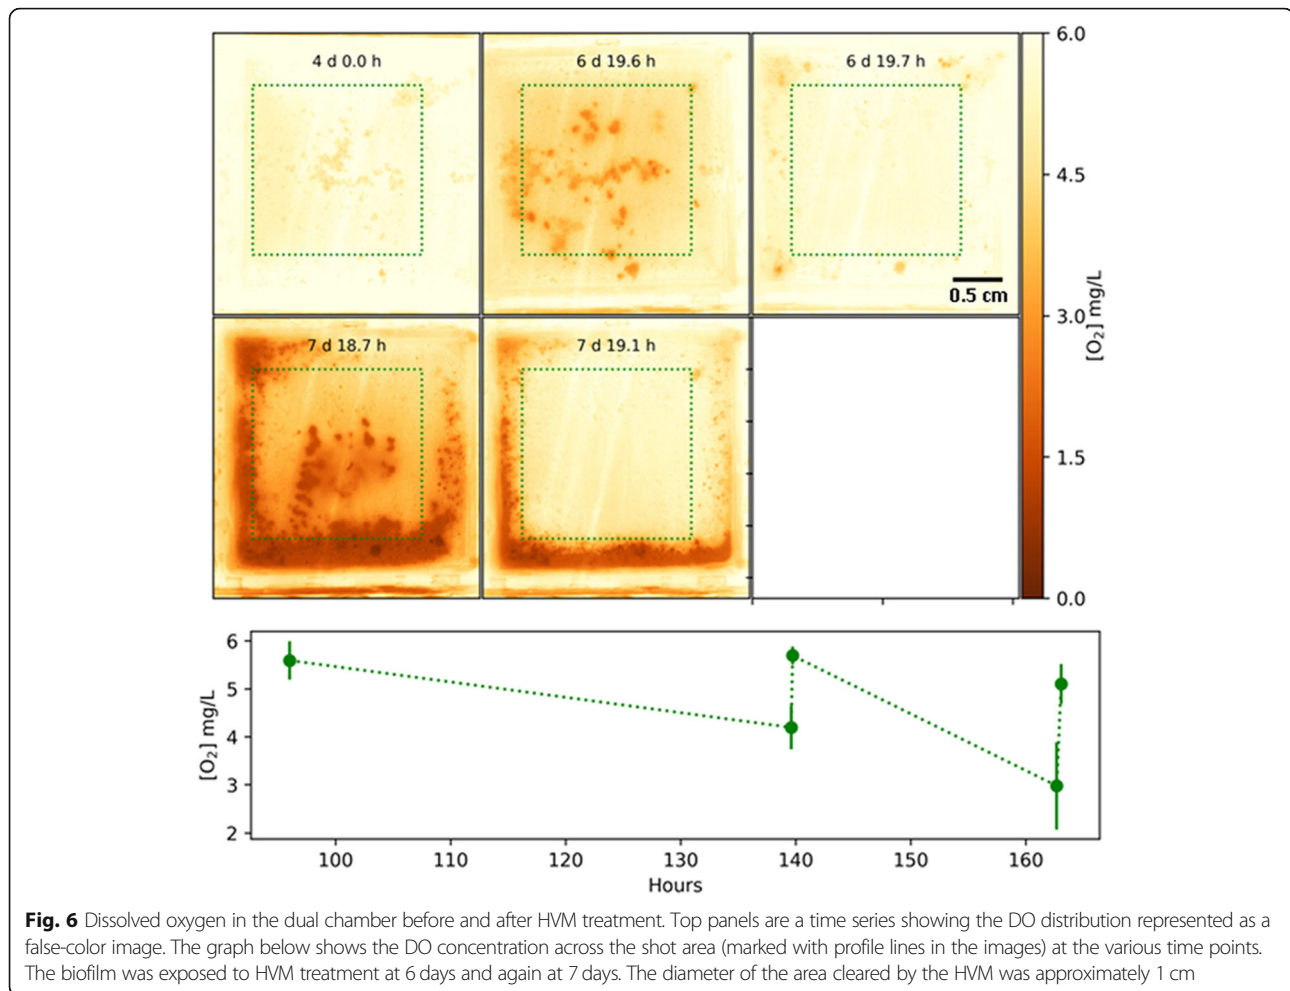 4 d 0.0 h
6 d 19.6 h
6 d 19.7 h
0.5 cm
7 d 18.7 h
7 d 19.1 h
6.0
4.5
3.0
1.5
0.0
[O₂] mg/L
6
5
4
3
2
[O₂] mg/L
100 110 120 130 140 150 160
Hours
Fig. 6 Dissolved oxygen in the dual chamber before and after HVM treatment. Top panels are a time series showing the DO distribution represented as a
false-color image. The graph below shows the DO concentration across the shot area (marked with profile lines in the images) at the various time points.
The biofilm was exposed to HVM treatment at 6 days and again at 7 days. The diameter of the area cleared by the HVM was approximately 1 cm